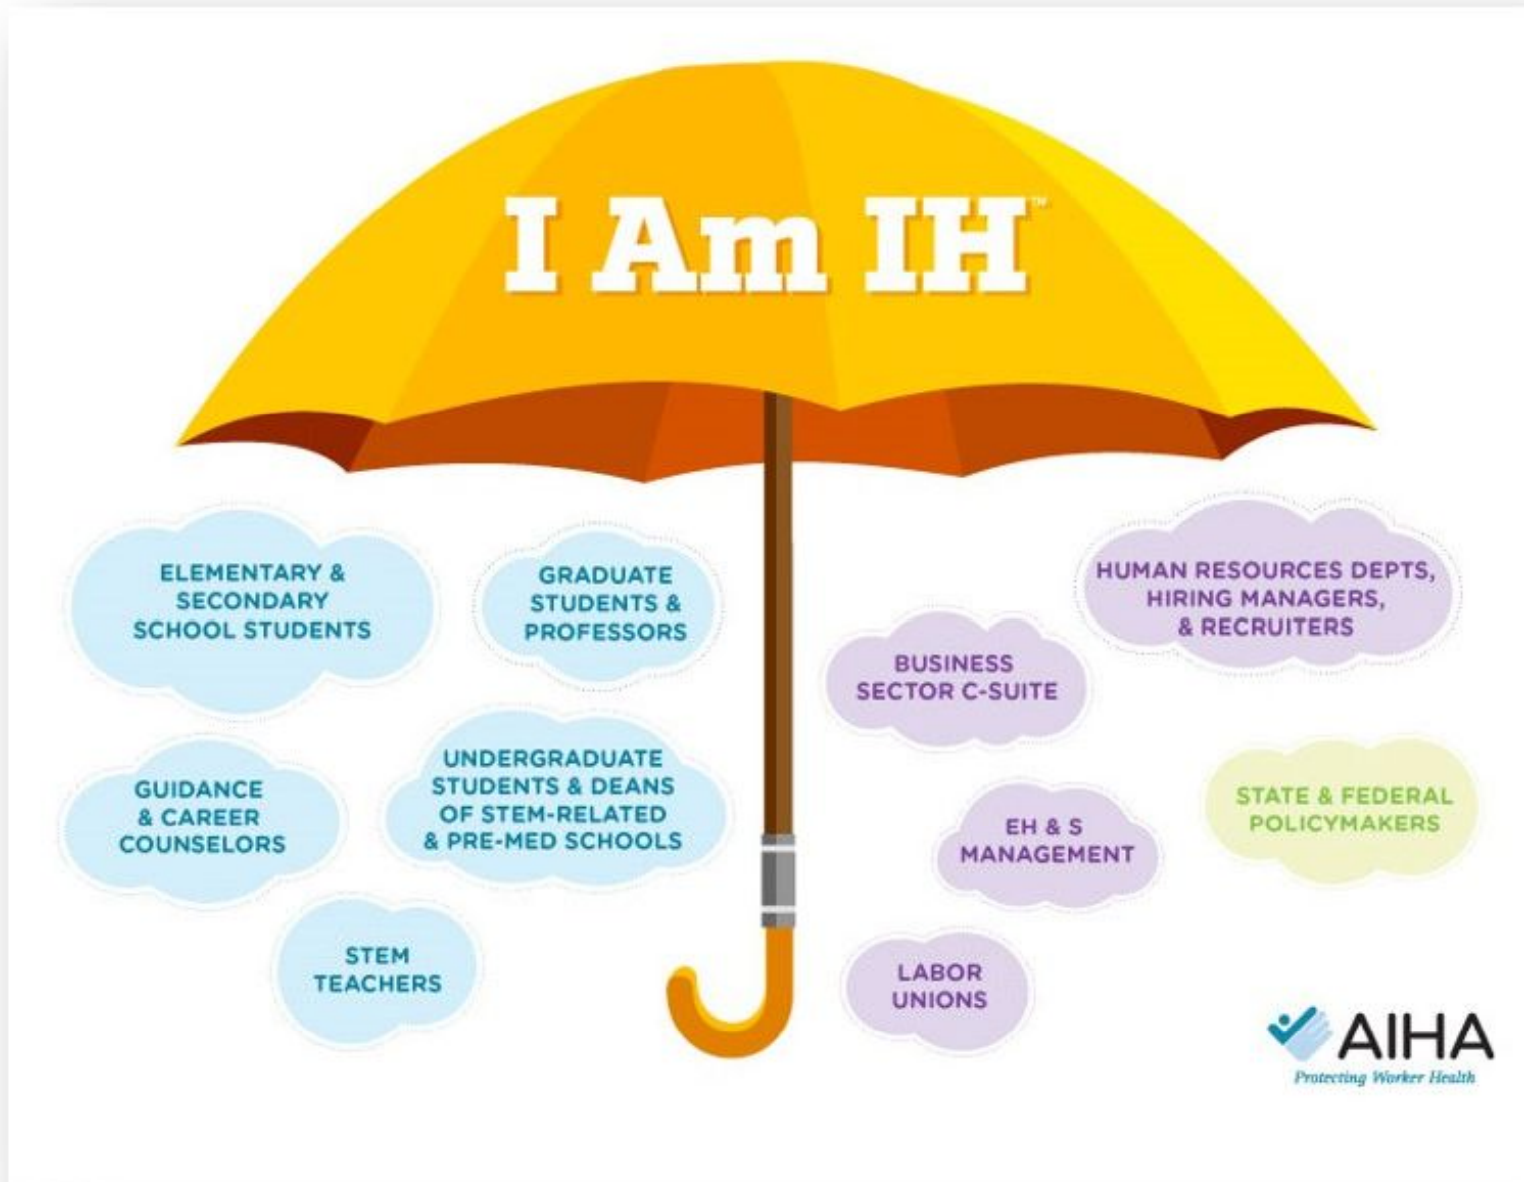 I Am IH™
ELEMENTARY &
SECONDARY
SCHOOL STUDENTS
GRADUATE
STUDENTS &
PROFESSORS
GUIDANCE
& CAREER
COUNSELORS
UNDERGRADUATE
STUDENTS & DEANS
OF STEM-RELATED
& PRE-MED SCHOOLS
STEM
TEACHERS
BUSINESS
SECTOR C-SUITE
HUMAN RESOURCES DEPTS,
HIRING MANAGERS,
& RECRUITERS
EH & S
MANAGEMENT
STATE & FEDERAL
POLICYMAKERS
LABOR
UNIONS
AIHA
Protecting Worker Health